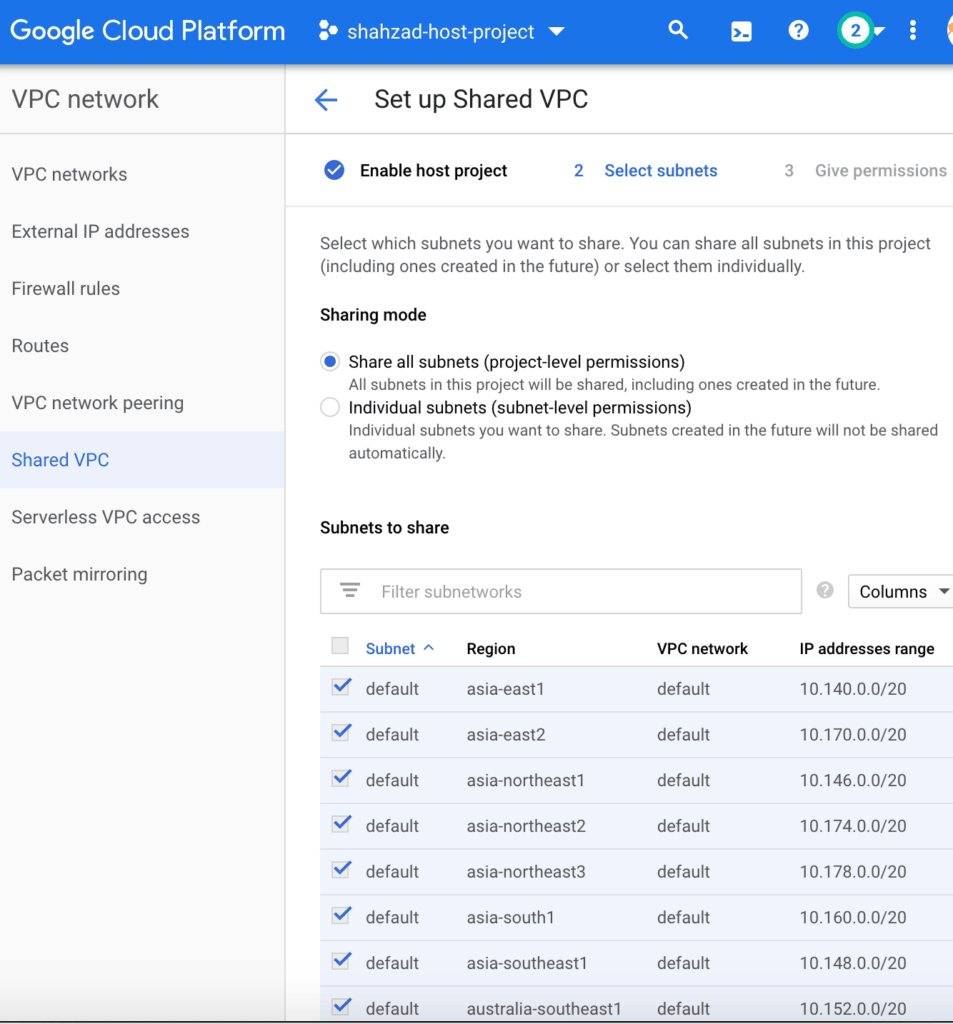 Google Cloud Platform shahzad-host-project ? 2
VPC network
Set up Shared VPC
VPC networks
External IP addresses
Firewall rules
Routes
VPC network peering
Shared VPC
Serverless VPC access
Packet mirroring
Enable host project 2 Select subnets 3 Give permissions
Select which subnets you want to share. You can share all subnets in this project
(including ones created in the future) or select them individually.
Sharing mode
Share all subnets (project-level permissions)
All subnets in this project will be shared, including ones created in the future.
Individual subnets (subnet-level permissions)
Individual subnets you want to share. Subnets created in the future will not be shared
automatically.
Subnets to share
Filter subnetworks ? Columns
Subnet Region VPC network IP addresses range
default asia-east1 default 10.140.0.0/20
default asia-east2 default 10.170.0.0/20
default asia-northeast1 default 10.146.0.0/20
default asia-northeast2 default 10.174.0.0/20
default asia-northeast3 default 10.178.0.0/20
default asia-south1 default 10.160.0.0/20
default asia-southeast1 default 10.148.0.0/20
default australia-southeast1 default 10.152.0.0/20